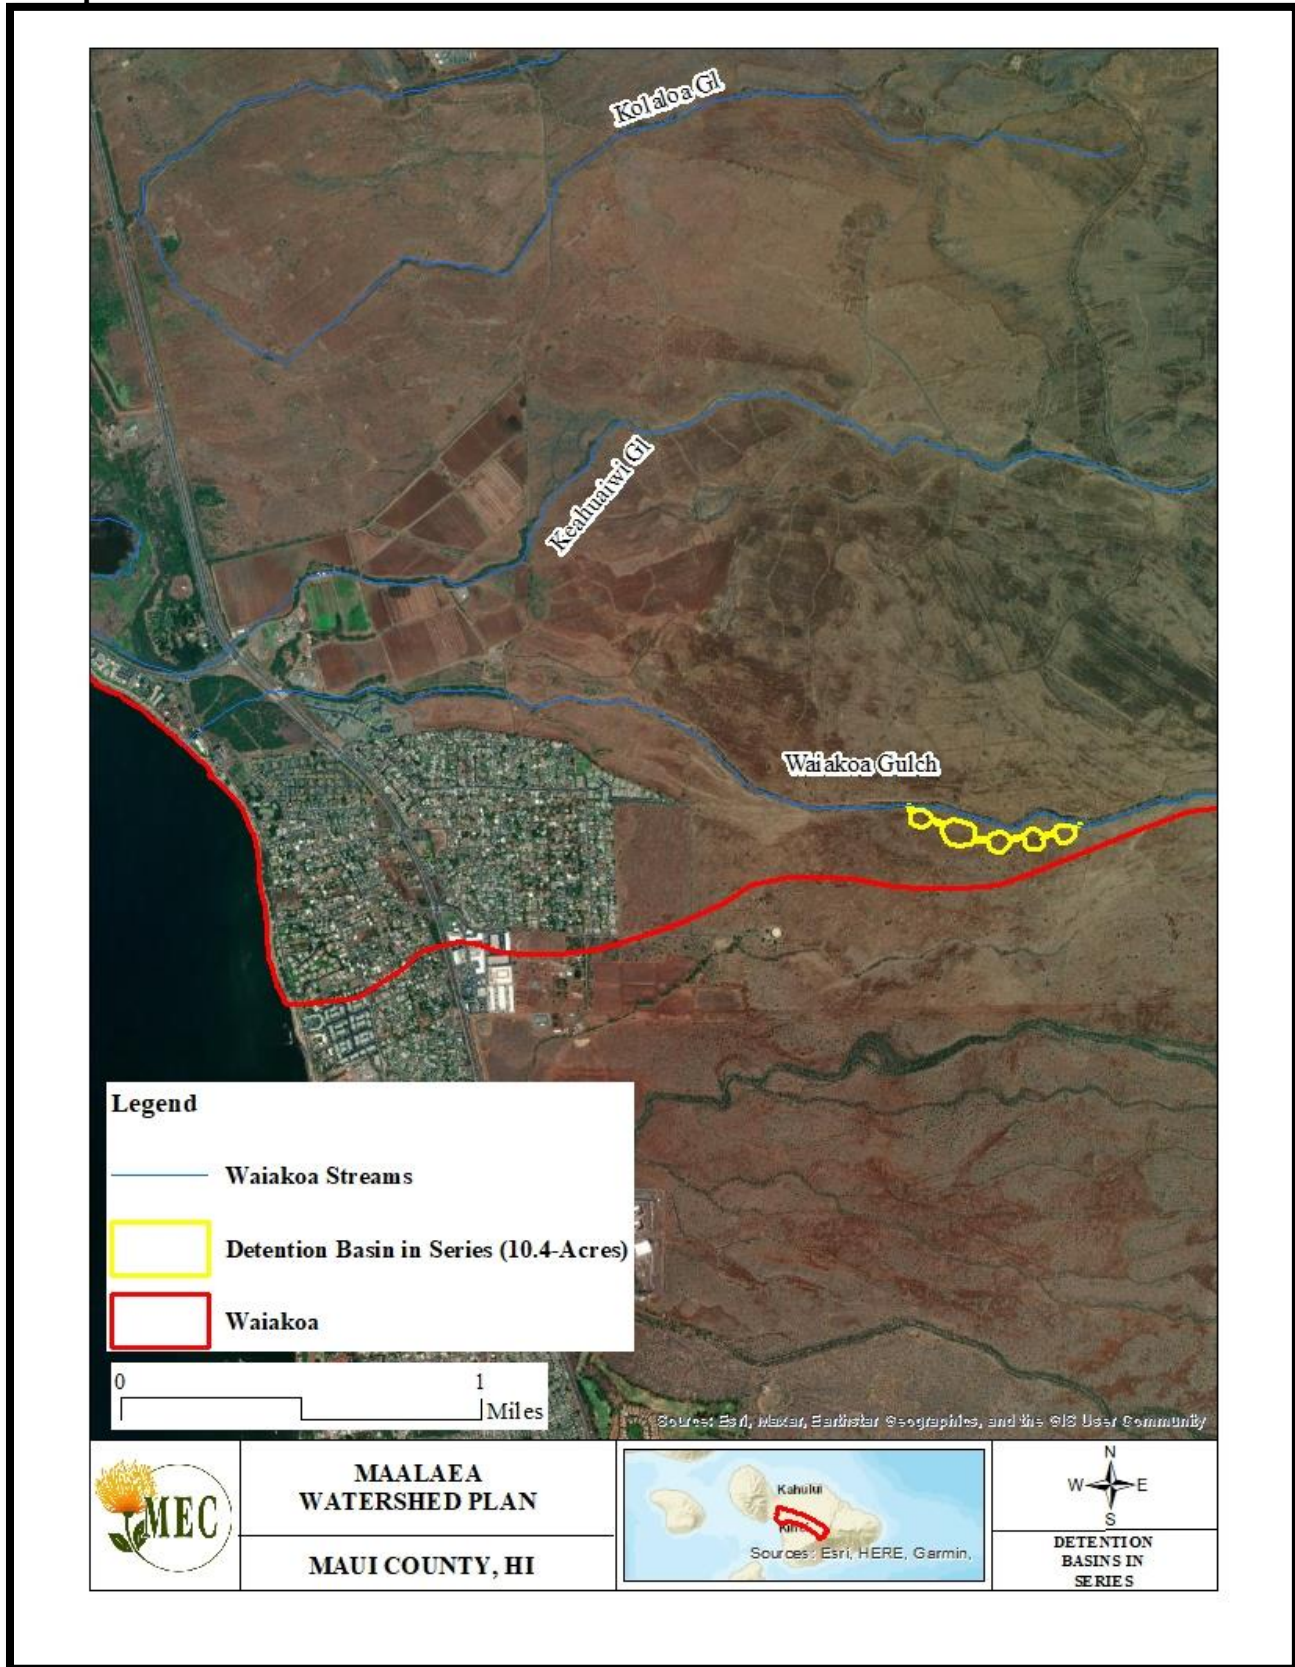 Kolaloa Gl
Keahuaiwi Gl
Waiakoa Gulch
Legend
Waiakoa Streams
Detention Basin in Series (10.4-Acres)
Waiakoa
0 1
Miles
Source: Esri, Maxar, Earthstar Geographics, and the GIS User Community
MEC
MAALAEA
WATERSHED PLAN
MAUI COUNTY, HI
Kahului
Sources: Esri, HERE, Garmin,
N
W E
S
DETENTION
BASINS IN
SERIES